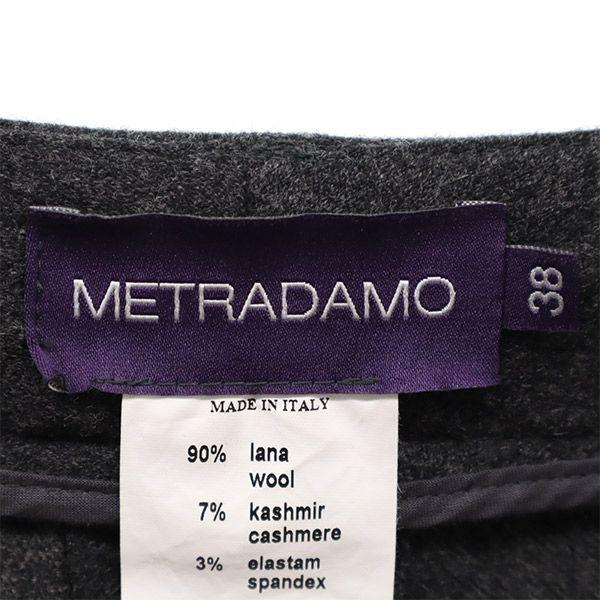 METRADAMO
38
MADE IN ITALY
90% lana
wool
7% kashmir
cashmere
3% elastam
spandex